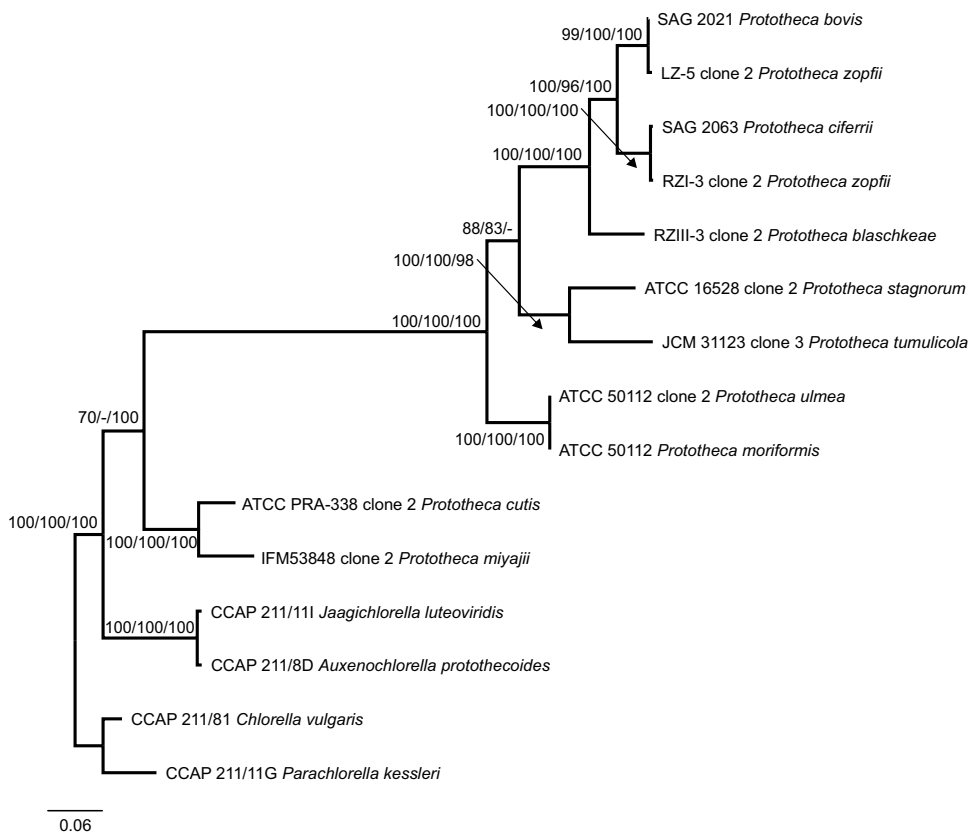 SAG 2021 Prototheca bovis
99/100/100
LZ-5 clone 2 Prototheca zopfii
100/96/100
100/100/100
SAG 2063 Prototheca ciferrii
100/100/100
RZI-3 clone 2 Prototheca zopfii
88/83/-
RZIII-3 clone 2 Prototheca blaschkeae
100/100/98
ATCC 16528 clone 2 Prototheca stagnorum
100/100/100
JCM 31123 clone 3 Prototheca tumulicola
ATCC 50112 clone 2 Prototheca ulmea
70/-/100
100/100/100
ATCC 50112 Prototheca moriformis
ATCC PRA-338 clone 2 Prototheca cutis
100/100/100
100/100/100
IFM53848 clone 2 Prototheca miyajii
CCAP 211/11I Jaagichlorella luteoviridis
100/100/100
CCAP 211/8D Auxenochlorella protothecoides
CCAP 211/81 Chlorella vulgaris
CCAP 211/11G Parachlorella kessleri
0.06